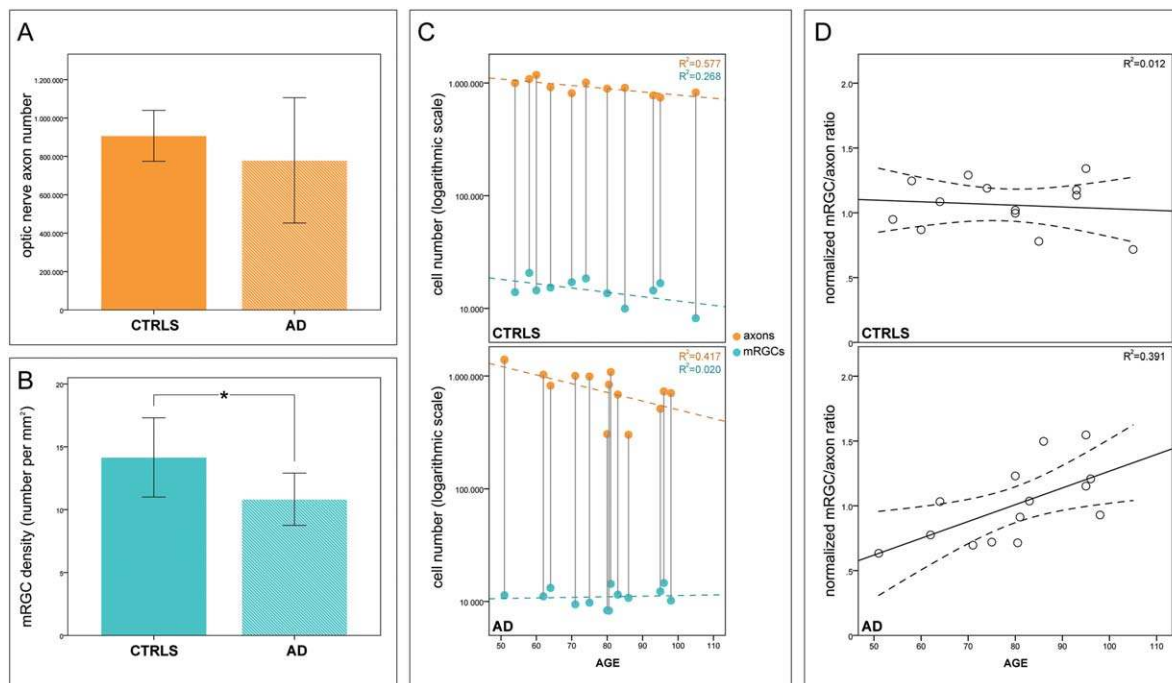 A
optic nerve axon number
1.200.000
1.000.000
800.000
600.000
400.000
200.000
0
CTRLS AD
B
mRGC density (number per mm²)
20
15
10
5
0
*
CTRLS AD
C
cell number (logarithmic scale)
1.000.000
100.000
10.000
R²=0.577
R²=0.268
CTRLS
axons
mRGCs
cell number (logarithmic scale)
1.000.000
100.000
10.000
R²=0.417
R²=0.020
AD
50 60 70 80 90 100 110
AGE
D
normalized mRGC/axon ratio
2.0
1.5
1.0
.5
.0
R²=0.012
CTRLS
normalized mRGC/axon ratio
2.0
1.5
1.0
.5
.0
R²=0.391
AD
50 60 70 80 90 100 110
AGE